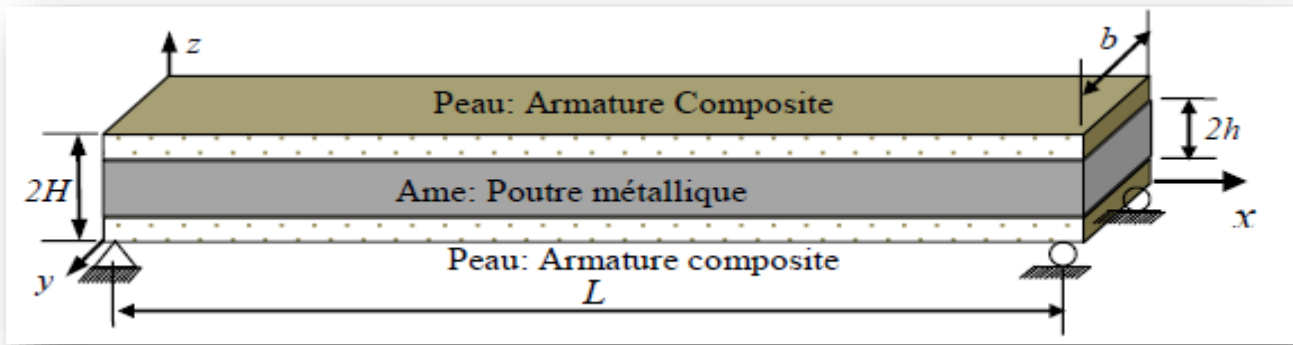 z
b
Peau: Armature Composite
2h
2H
Ame: Poutre métallique
x
y
Peau: Armature composite
L